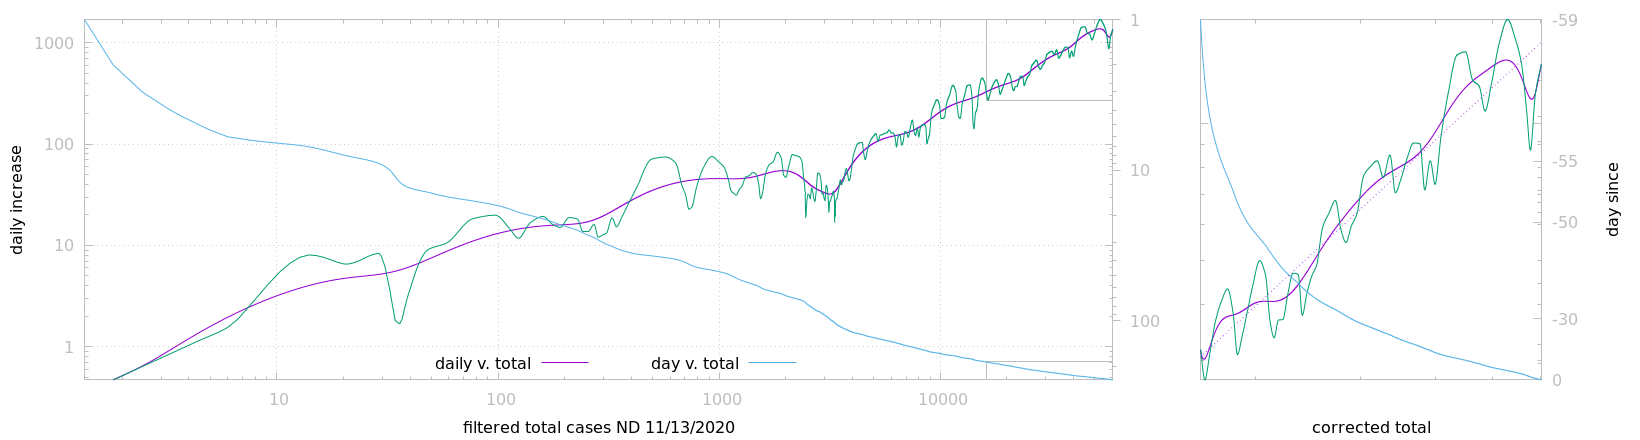 1000
100
10
1
daily increase
10
100
1000
10000
filtered total cases ND 11/13/2020
daily v. total
day v. total
1
10
100
-59
-55
-50
-30
0
day since
corrected total